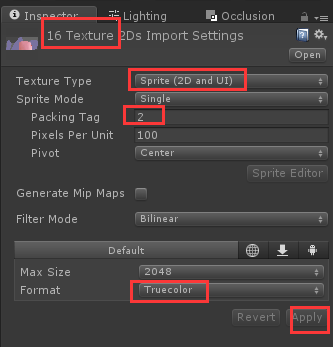 Inspector Lighting Occlusion
16 Texture 2Ds Import Settings
Open
Texture Type Sprite (2D and UI)
Sprite Mode Single
Packing Tag 2
Pixels Per Unit 100
Pivot Center
Sprite Editor
Generate Mip Maps
Filter Mode Bilinear
Default
Max Size 2048
Format Truecolor
Revert Apply